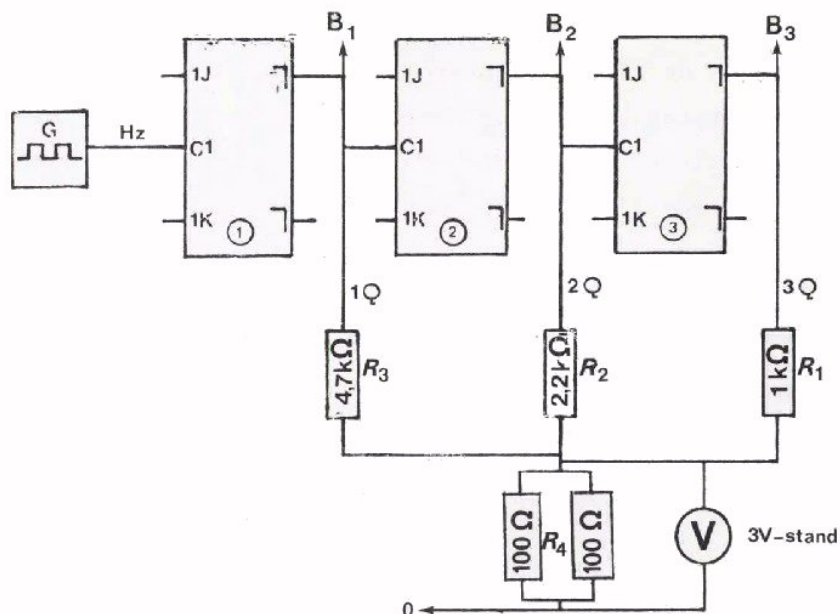 B1 B2 B3
1J 1J 1J
G Hz C1 C1 C1
1K 1 1K 2 1K 3
1Q 2Q 3Q
4,7kΩ R3 2,2kΩ R2 1kΩ R1
100 Ω R4 100 Ω V 3V-stand
0